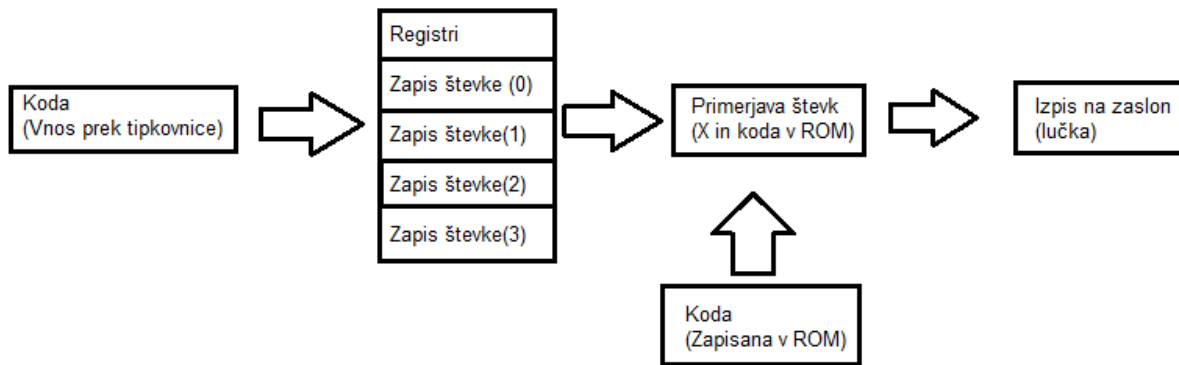 Koda
(Vnos prek tipkovnice)
Registri
Zapis števke (0)
Zapis števke(1)
Zapis števke(2)
Zapis števke(3)
Primerjava števk
(X in koda v ROM)
Izpis na zaslon
(lučka)
Koda
(Zapisana v ROM)